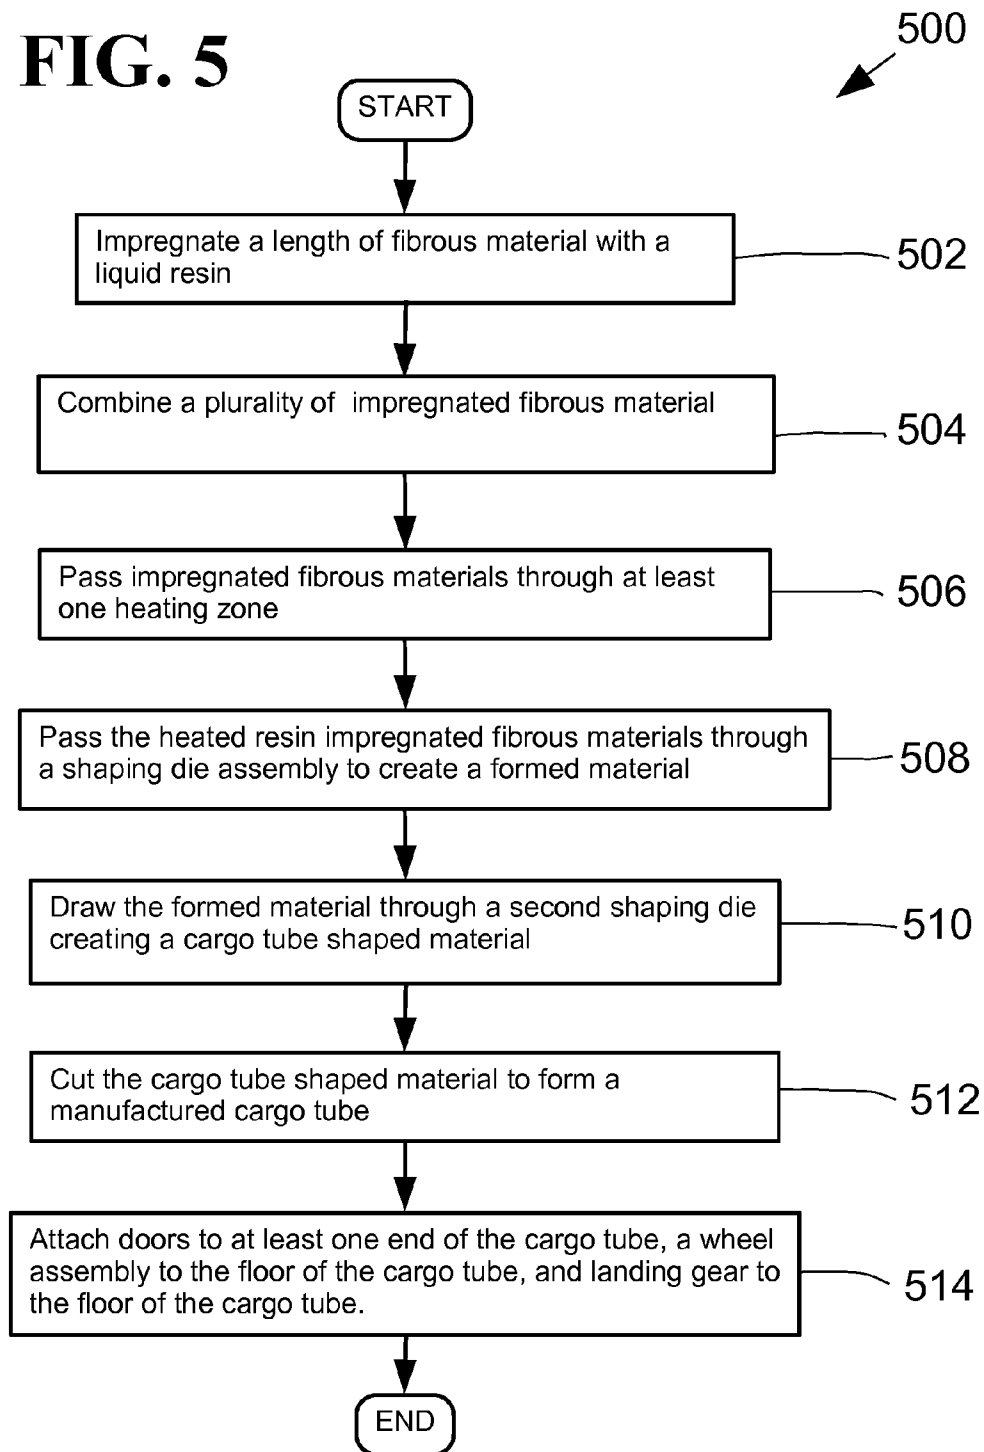 FIG. 5
500
START
Impregnate a length of fibrous material with a
liquid resin
502
Combine a plurality of  impregnated fibrous material
504
Pass impregnated fibrous materials through at least
one heating zone
506
Pass the heated resin impregnated fibrous materials through
a shaping die assembly to create a formed material
508
Draw the formed material through a second shaping die
creating a cargo tube shaped material
510
Cut the cargo tube shaped material to form a
manufactured cargo tube
512
Attach doors to at least one end of the cargo tube, a wheel
assembly to the floor of the cargo tube, and landing gear to
the floor of the cargo tube.
514
END